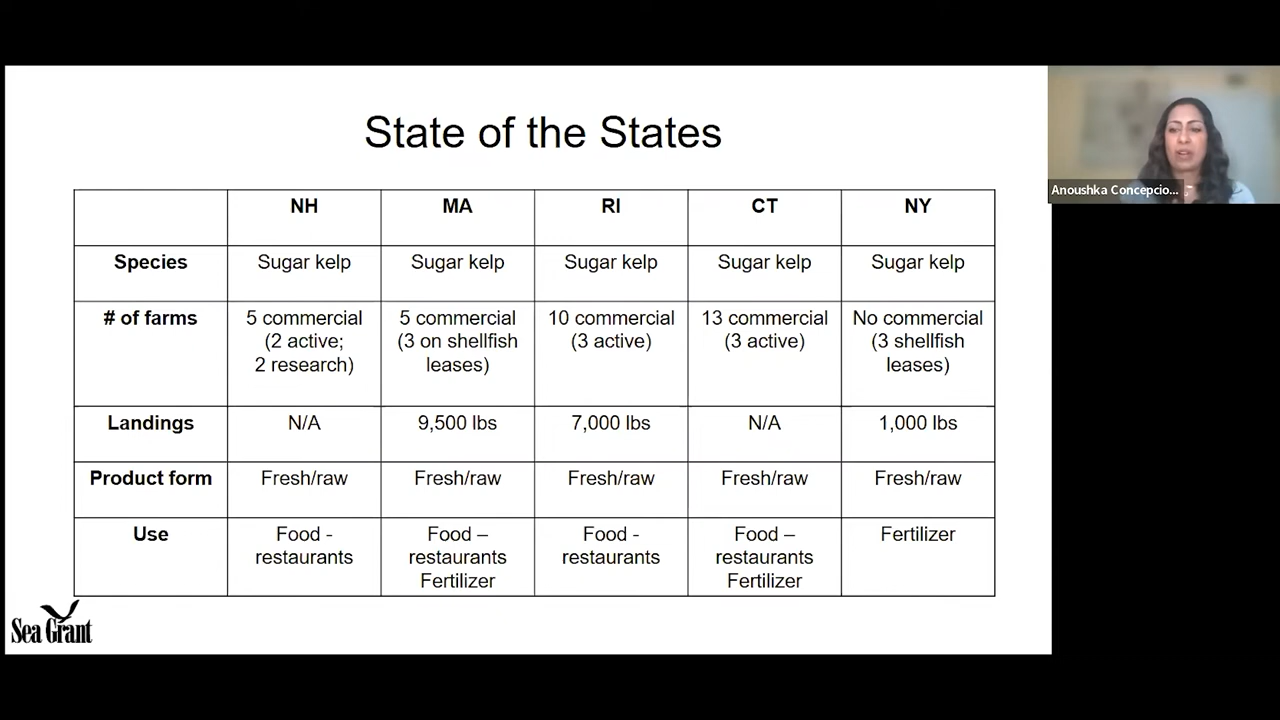 State of the States
NH MA RI CT NY
Species Sugar kelp Sugar kelp Sugar kelp Sugar kelp Sugar kelp
# of farms 5 commercial 5 commercial 10 commercial 13 commercial No commercial
(2 active; (3 on shellfish (3 active) (3 active) (3 shellfish
2 research) leases) leases)
Landings N/A 9,500 lbs 7,000 lbs N/A 1,000 lbs
Product form Fresh/raw Fresh/raw Fresh/raw Fresh/raw Fresh/raw
Use Food - Food – Food - Food – Fertilizer
restaurants restaurants restaurants restaurants
Fertilizer Fertilizer
Sea Grant
Anoushka Concepcio...